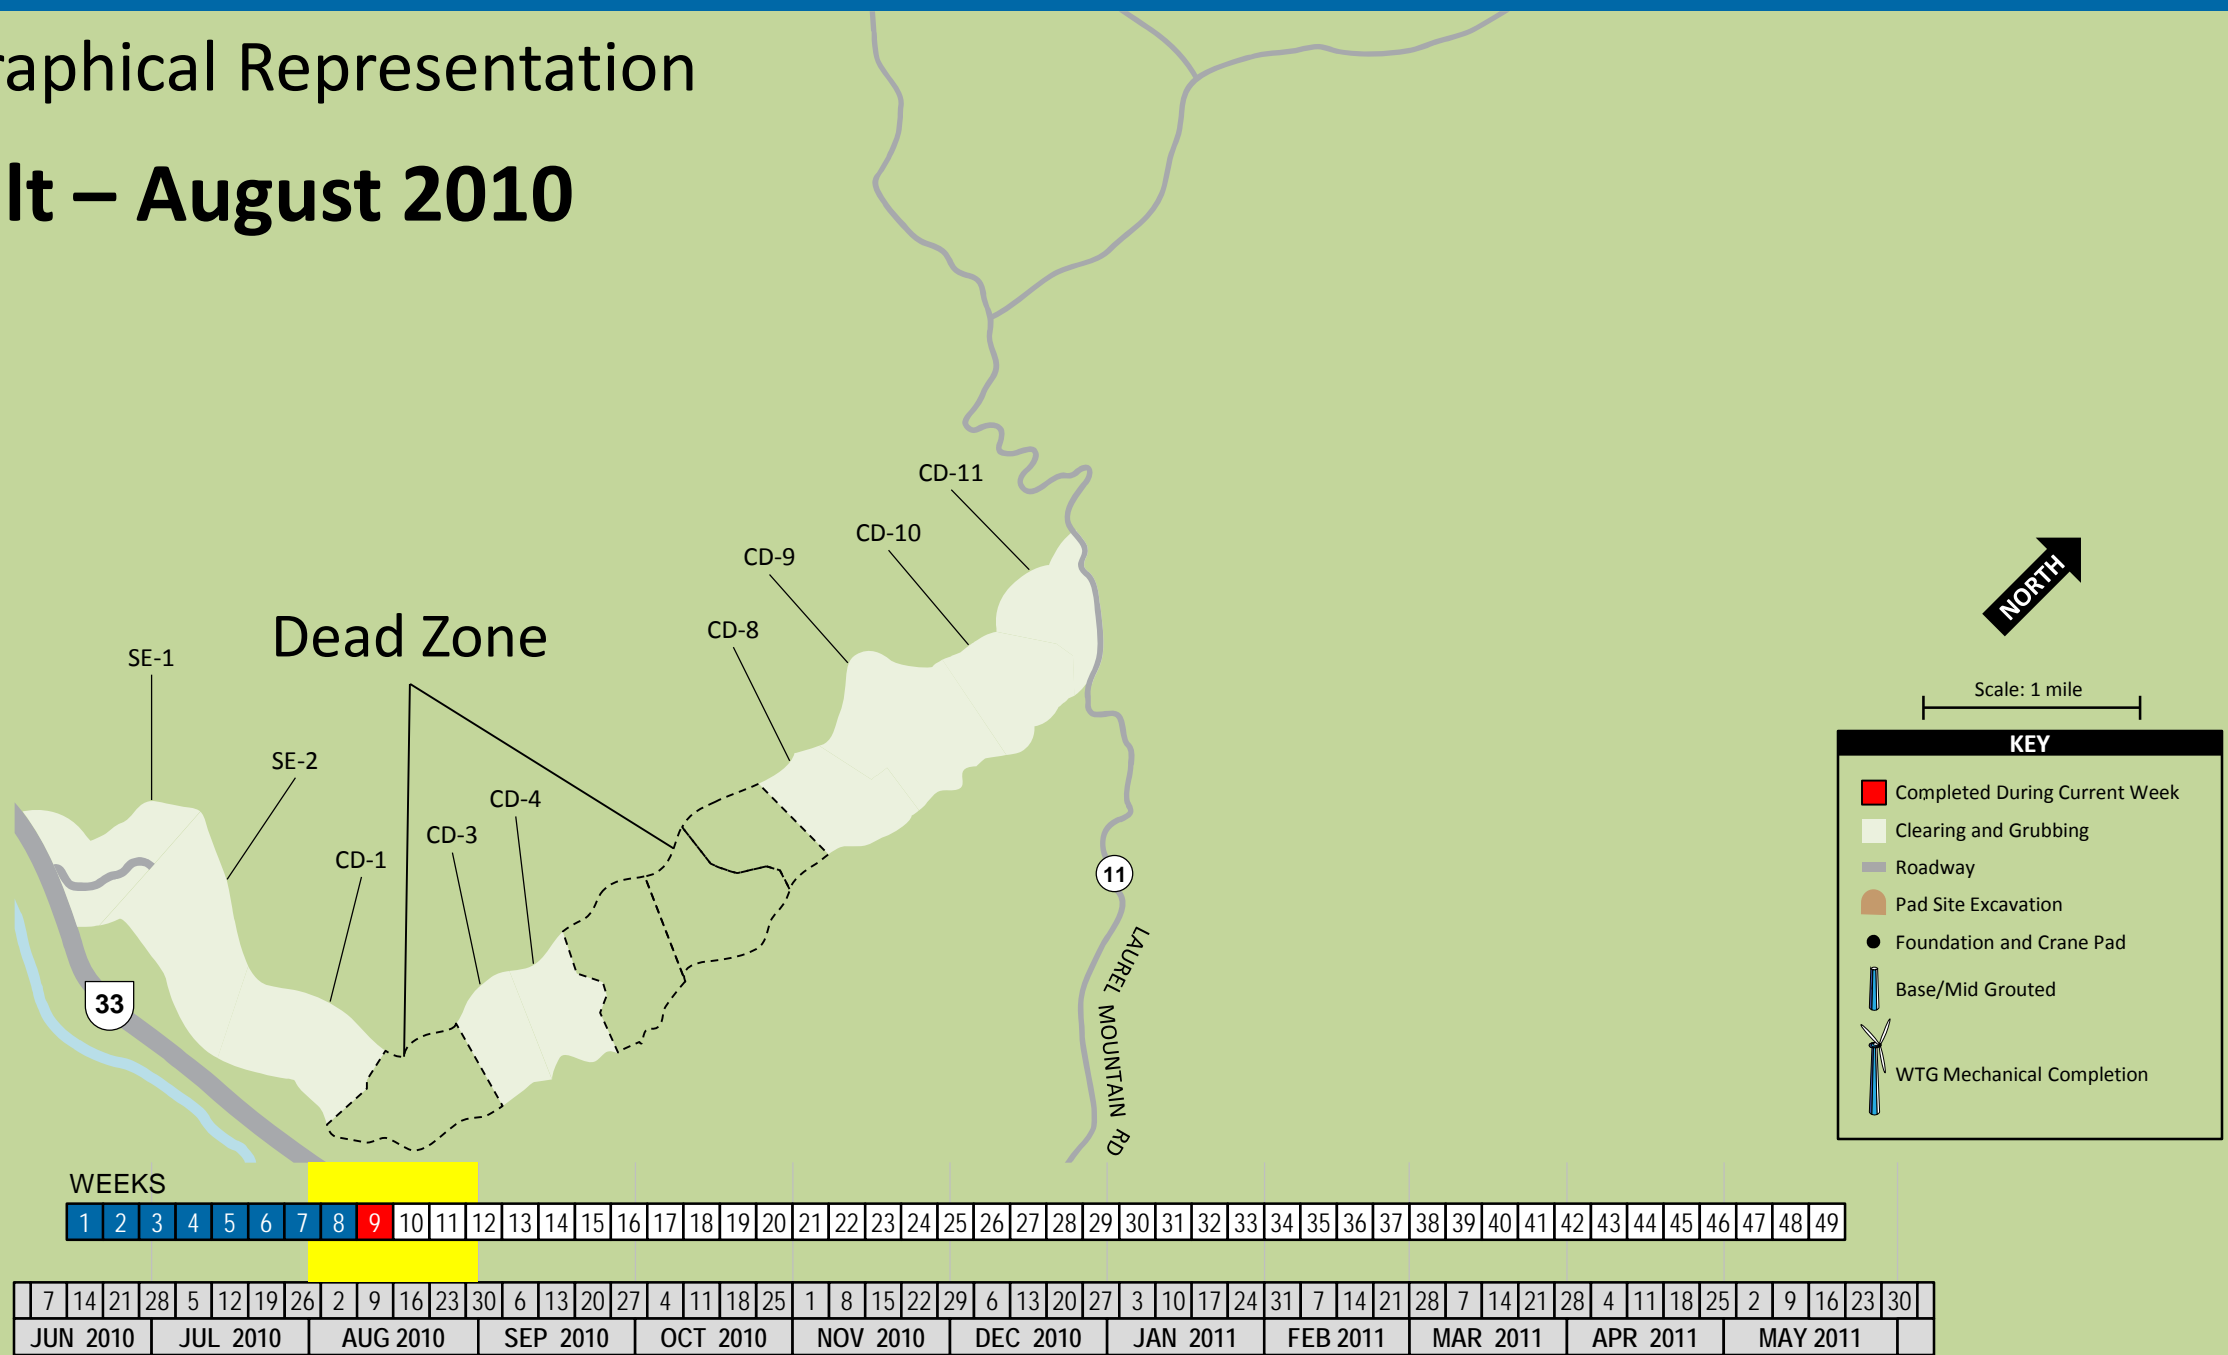 raphical Representation
lt – August 2010
CD-11
CD-10
CD-9
CD-8
Dead Zone
SE-1
SE-2
CD-4
CD-3
CD-1
33
11
LAUREL MOUNTAIN RD
NORTH
Scale: 1 mile
KEY
Completed During Current Week
Clearing and Grubbing
Roadway
Pad Site Excavation
Foundation and Crane Pad
Base/Mid Grouted
WTG Mechanical Completion
WEEKS
1 2 3 4 5 6 7 8 9 10 11 12 13 14 15 16 17 18 19 20 21 22 23 24 25 26 27 28 29 30 31 32 33 34 35 36 37 38 39 40 41 42 43 44 45 46 47 48 49
7 14 21 28 5 12 19 26 2 9 16 23 30 6 13 20 27 4 11 18 25 1 8 15 22 29 6 13 20 27 3 10 17 24 31 7 14 21 28 7 14 21 28 4 11 18 25 2 9 16 23 30
JUN 2010 JUL 2010 AUG 2010 SEP 2010 OCT 2010 NOV 2010 DEC 2010 JAN 2011 FEB 2011 MAR 2011 APR 2011 MAY 2011